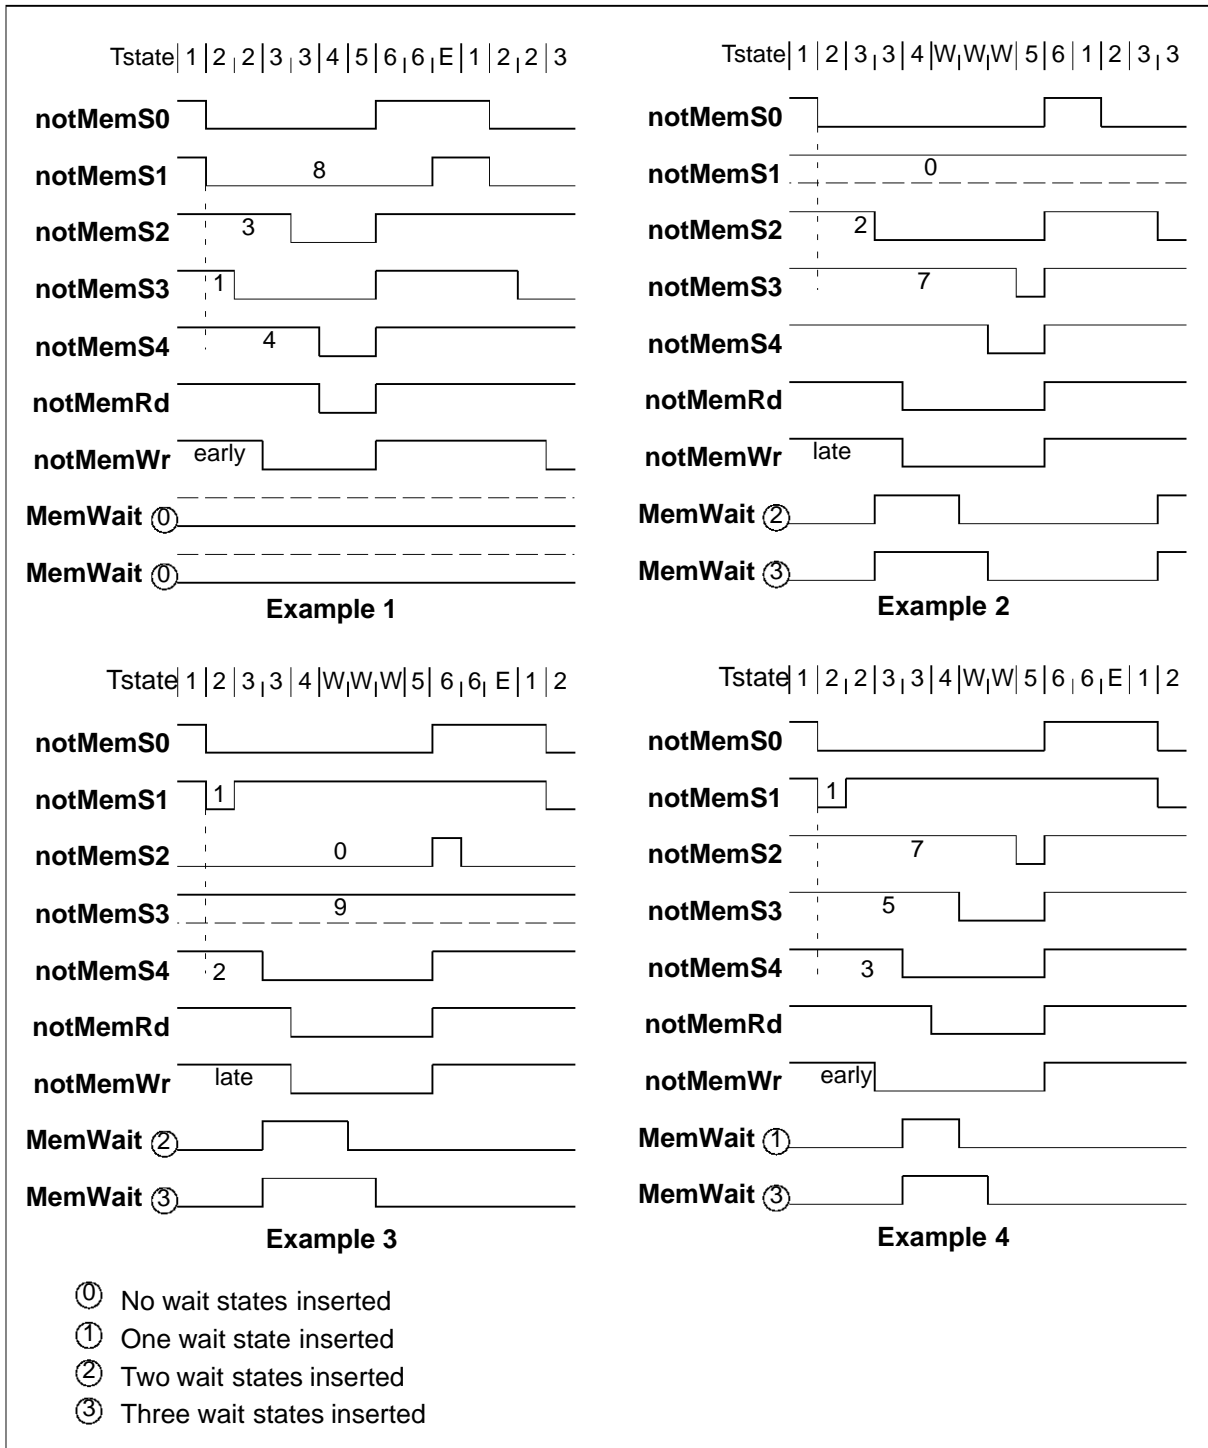 Tstate 1 2 2 3 3 4 5 6 6 E 1 2 2 3
notMemS0
notMemS1 8
notMemS2 3
notMemS3 1
notMemS4 4
notMemRd
notMemWr early
MemWait 0
MemWait 0
Example 1
Tstate 1 2 3 3 4 W W W 5 6 1 2 3 3
notMemS0
notMemS1 0
notMemS2 2
notMemS3 7
notMemS4
notMemRd
notMemWr late
MemWait 2
MemWait 3
Example 2
Tstate 1 2 3 3 4 W W W 5 6 6 E 1 2
notMemS0
notMemS1 1
notMemS2 0
notMemS3 9
notMemS4 2
notMemRd
notMemWr late
MemWait 2
MemWait 3
Example 3
Tstate 1 2 2 3 3 4 W W 5 6 6 E 1 2
notMemS0
notMemS1 1
notMemS2 7
notMemS3 5
notMemS4 3
notMemRd
notMemWr early
MemWait 1
MemWait 3
Example 4
0 No wait states inserted
1 One wait state inserted
2 Two wait states inserted
3 Three wait states inserted